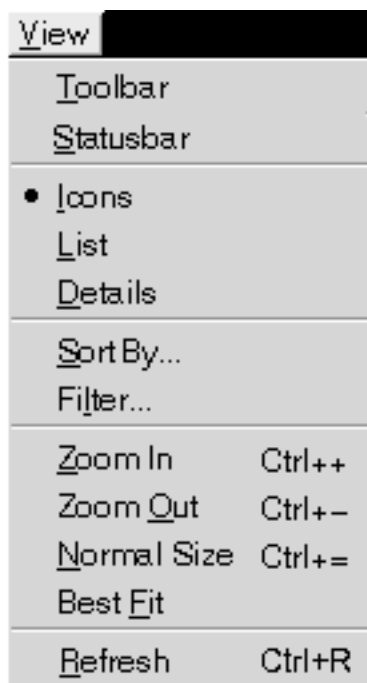 View
Toolbar
Statusbar
Icons
List
Details
Sort By...
Filter...
Zoom In Ctrl++
Zoom Out Ctrl+-
Normal Size Ctrl+=
Best Fit
Refresh Ctrl+R